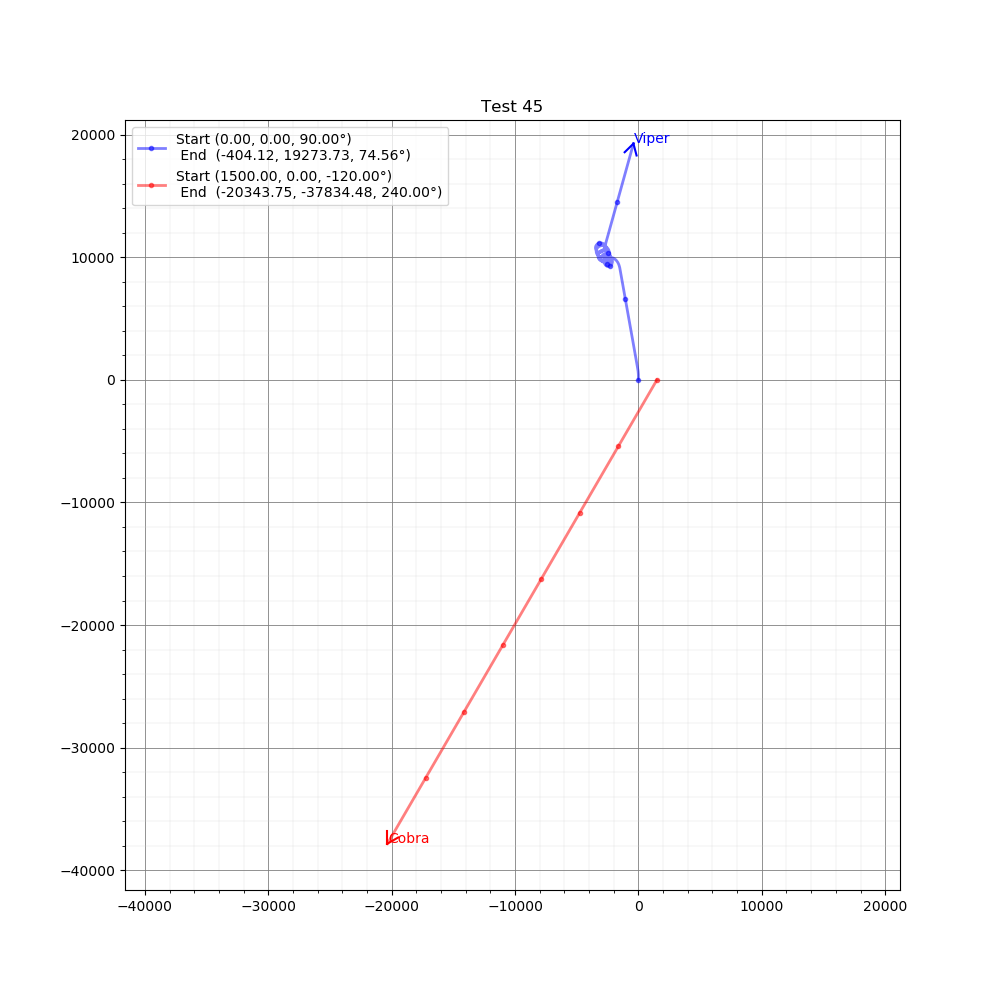 Test 45
Start (0.00, 0.00, 90.00°)
End  (-404.12, 19273.73, 74.56°)
Start (1500.00, 0.00, -120.00°)
End  (-20343.75, -37834.48, 240.00°)
Viper
Cobra
20000
10000
0
−10000
−20000
−30000
−40000
−40000 −30000 −20000 −10000 0 10000 20000